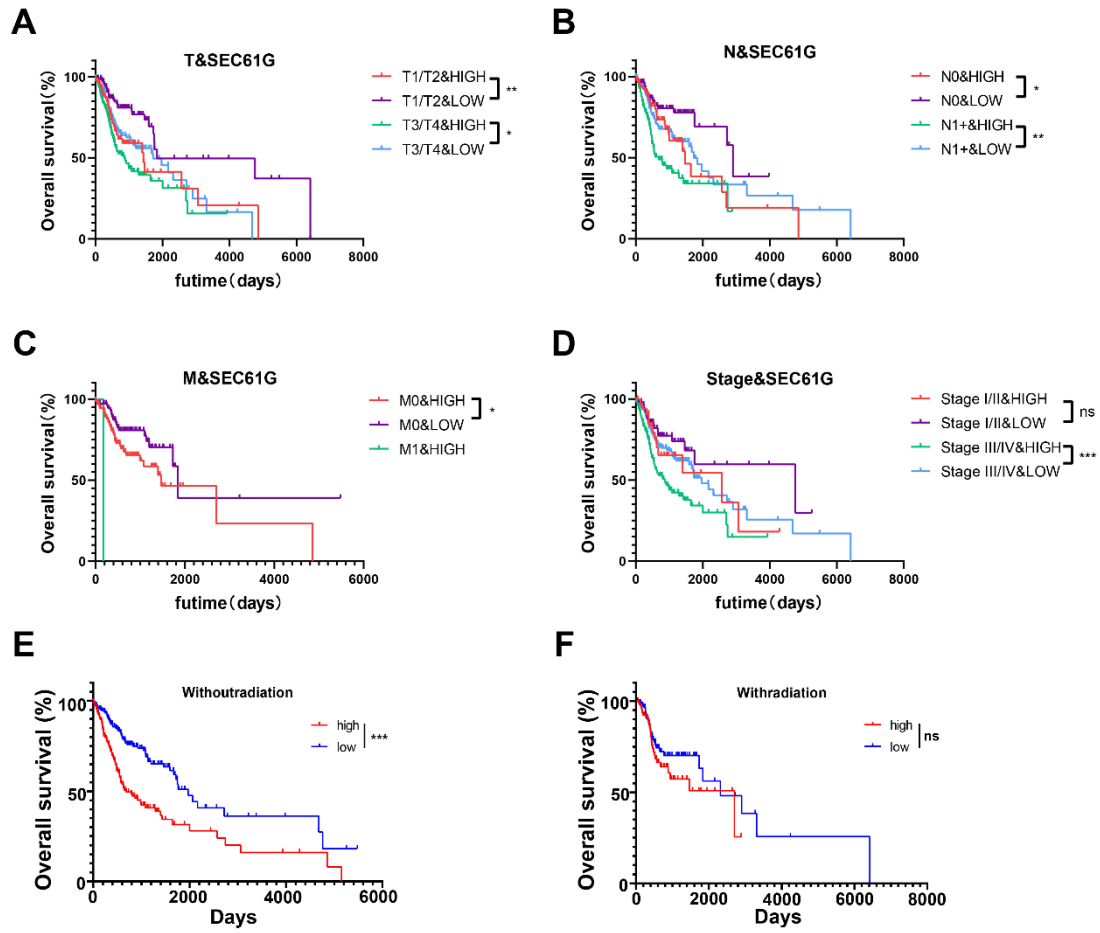 A
T&SEC61G
Overall survival (%)
100
50
0
0 2000 4000 6000 8000
futime(days)
T1/T2&HIGH
T1/T2&LOW
**
T3/T4&HIGH
T3/T4&LOW
*
B
N&SEC61G
Overall survival (%)
100
50
0
0 2000 4000 6000 8000
futime(days)
N0&HIGH
N0&LOW
*
N1+&HIGH
N1+&LOW
**
C
M&SEC61G
Overall survival (%)
100
50
0
0 2000 4000 6000
futime(days)
M0&HIGH
M0&LOW
*
M1&HIGH
D
Stage&SEC61G
Overall survival (%)
100
50
0
0 2000 4000 6000 8000
futime(days)
Stage I/II&HIGH
Stage I/II&LOW
ns
Stage III/IV&HIGH
Stage III/IV&LOW
***
E
Withoutradiation
Overall survival (%)
100
50
0
0 2000 4000 6000
Days
high
low
***
F
Withradiation
Overall survival (%)
100
50
0
0 2000 4000 6000 8000
Days
high
low
ns